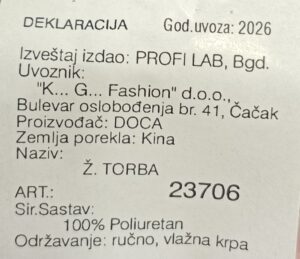 DEKLARACIJA God.uvoza: 2026
Izveštaj izdao: PROFI LAB, Bgd.
Uvoznik:
"K... G... Fashion" d.o.o.,
Bulevar oslobođenja br. 41, Čačak
Proizvođač: DOCA
Zemlja porekla: Kina
Naziv:
Ž. TORBA
ART.: 23706
Sir.Sastav:
100% Poliuretan
Održavanje: ručno, vlažna krpa